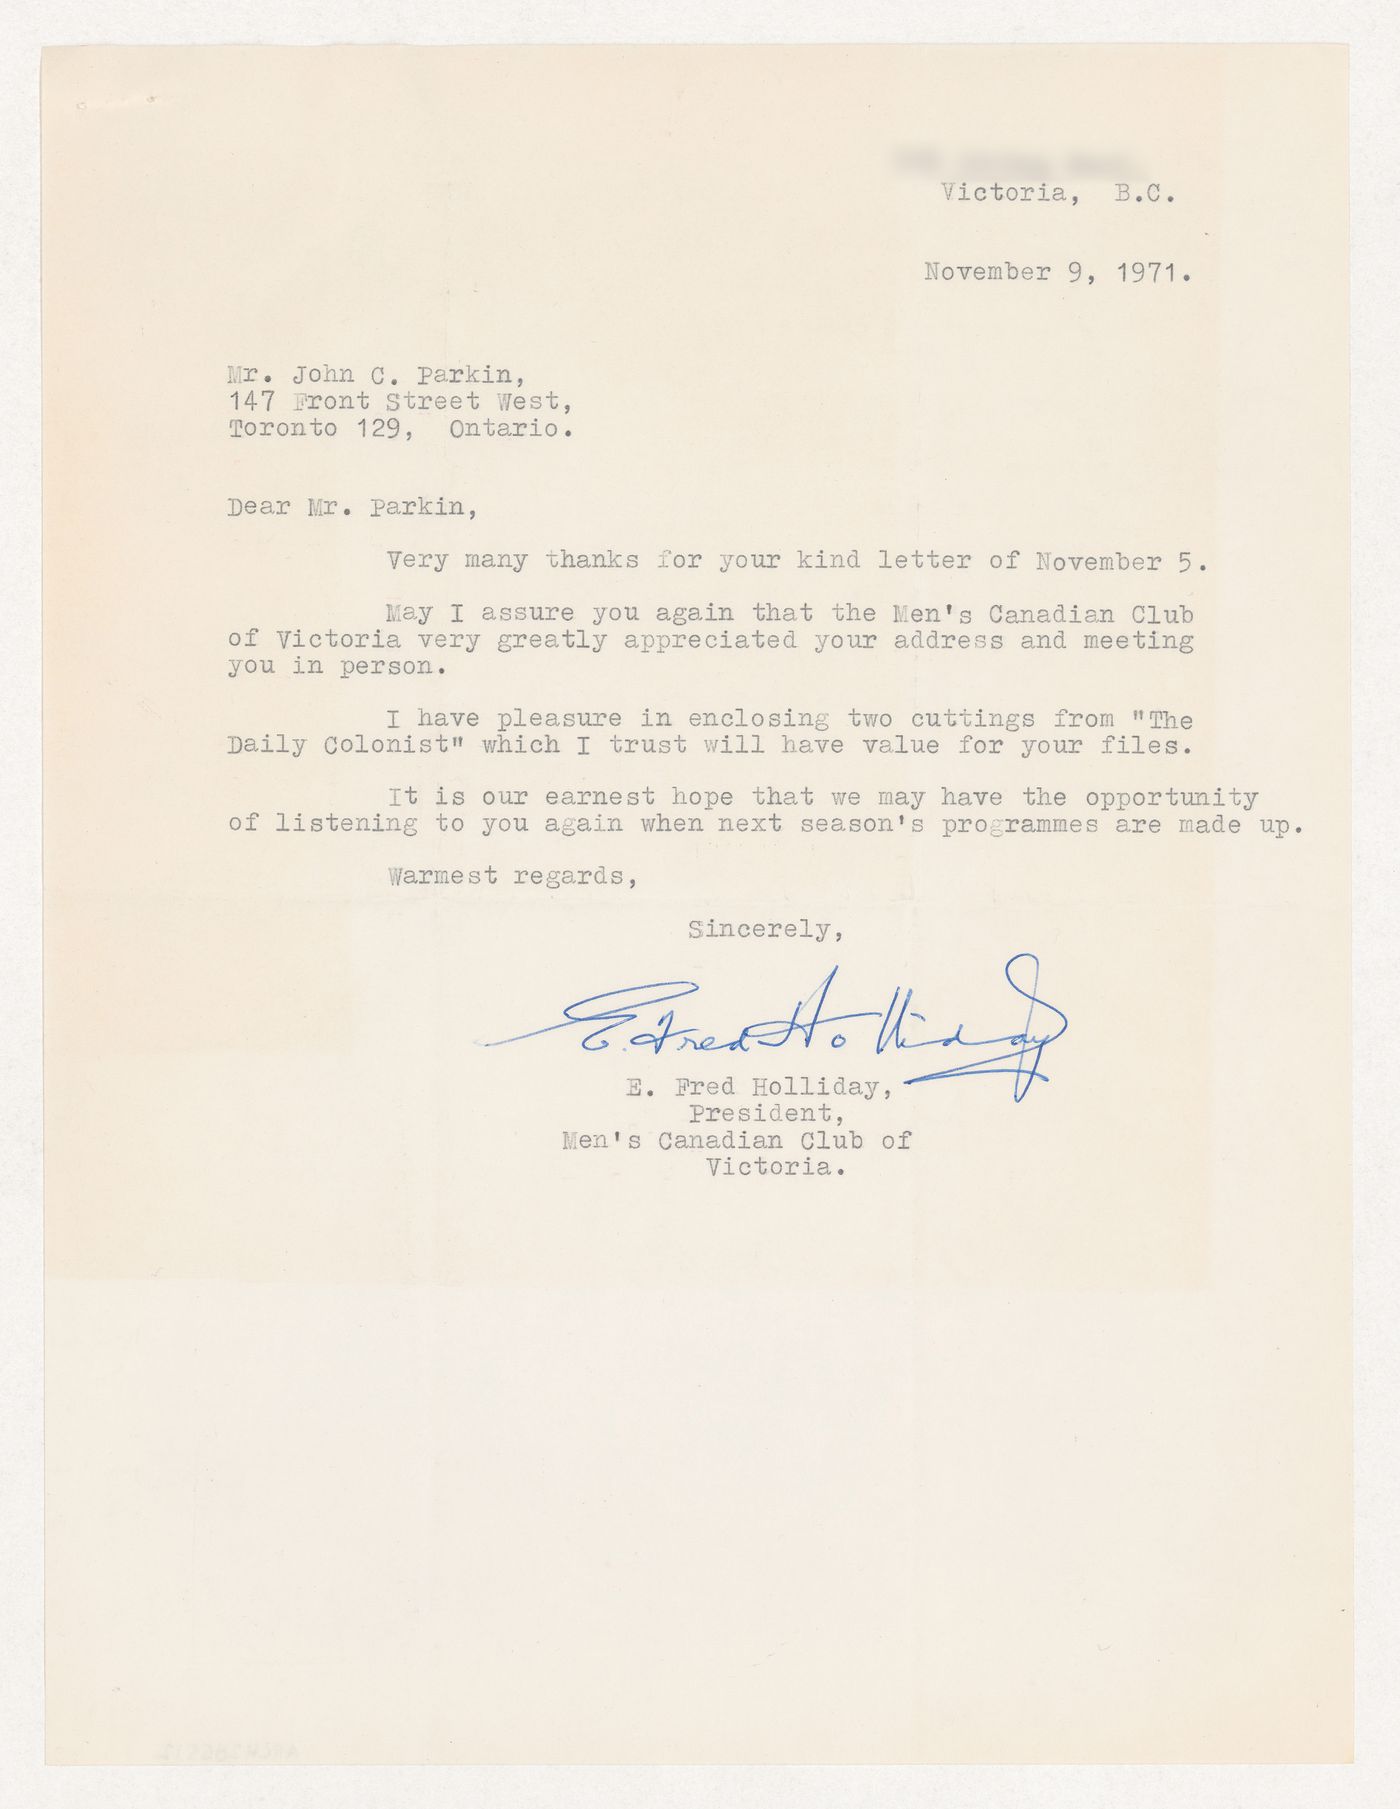 Victoria, B.C.
November 9, 1971.
Mr. John C. Parkin,
147 Front Street West,
Toronto 129, Ontario.
Dear Mr. Parkin,
Very many thanks for your kind letter of November 5.
May I assure you again that the Men's Canadian Club
of Victoria very greatly appreciated your address and meeting
you in person.
I have pleasure in enclosing two cuttings from "The
Daily Colonist" which I trust will have value for your files.
It is our earnest hope that we may have the opportunity
of listening to you again when next season's programmes are made up.
Warmest regards,
Sincerely,
E. Fred Holliday
E. Fred Holliday,
President,
Men's Canadian Club of
Victoria.